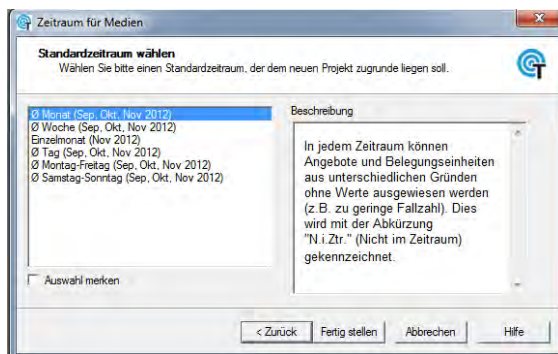 Zeitraum für Medien
Standardzeitraum wählen
Wählen Sie bitte einen Standardzeitraum, der dem neuen Projekt zugrunde liegen soll.
Ø Monat (Sep, Okt, Nov 2012)
Ø Woche (Sep, Okt, Nov 2012)
Einzelmonat (Nov 2012)
Ø Tag (Sep, Okt, Nov 2012)
Ø Montag-Freitag (Sep, Okt, Nov 2012)
Ø Samstag-Sonntag (Sep, Okt, Nov 2012)
Auswahl merken
Beschreibung
In jedem Zeitraum können
Angebote und Belegungseinheiten
aus unterschiedlichen Gründen
ohne Werte ausgewiesen werden
(z.B. zu geringe Fallzahl). Dies
wird mit der Abkürzung
"N.i.Ztr." (Nicht im Zeitraum)
gekennzeichnet.
< Zurück Fertig stellen Abbrechen Hilfe